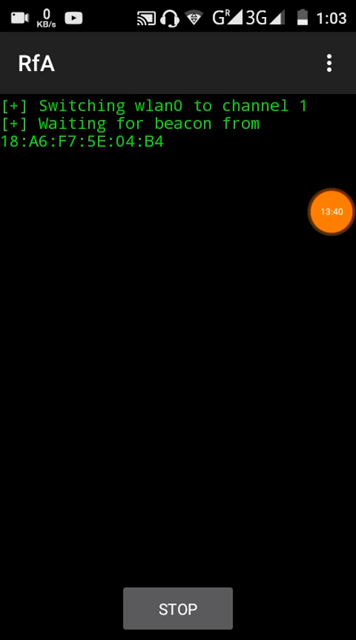 0
KB/s
Gᴿ 3G 1:03
RfA
[+] Switching wlan0 to channel 1
[+] Waiting for beacon from
18:A6:F7:5E:04:B4
13:40
STOP